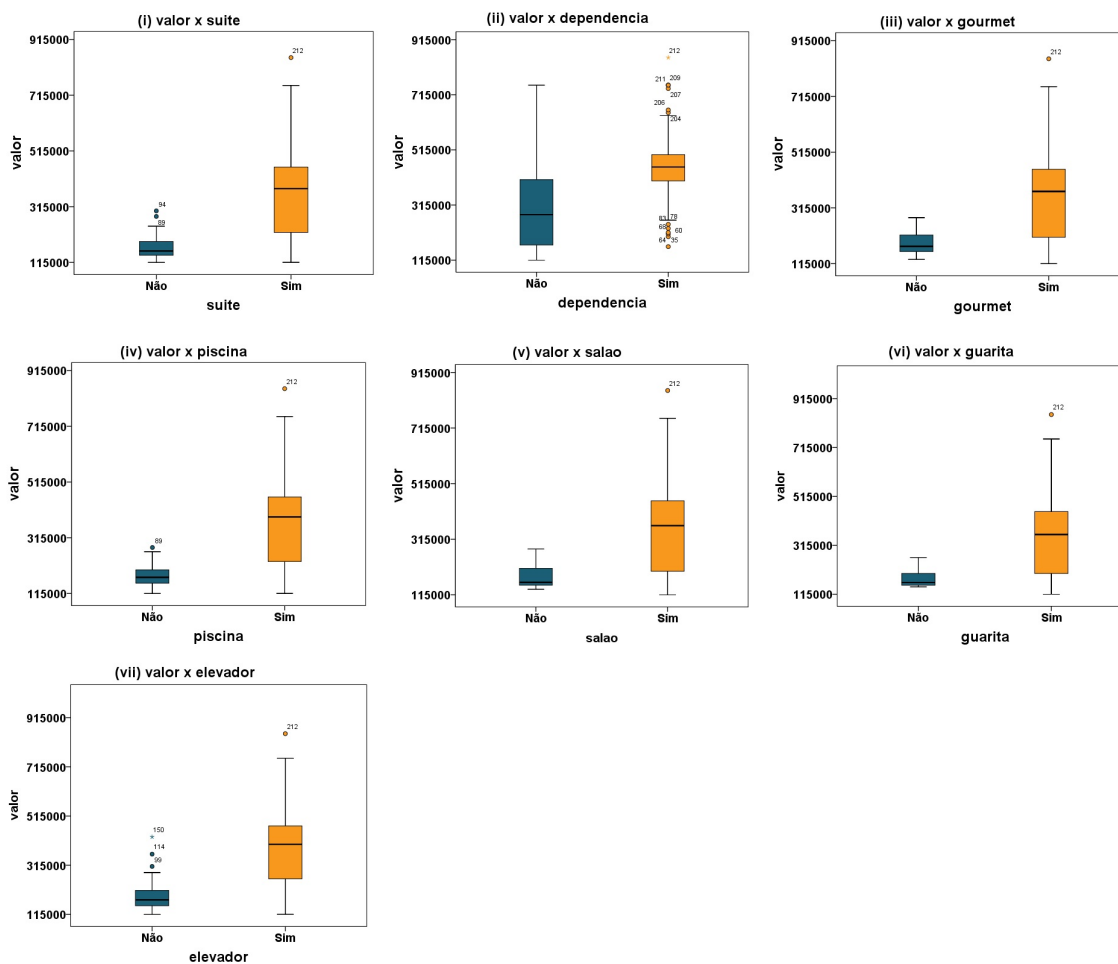 (i) valor x suite
915000
715000
515000
315000
115000
valor
212
94
89
Não
Sim
suite
(ii) valor x dependencia
915000
715000
515000
315000
115000
valor
212
211
209
207
206
204
83
78
68
60
64
35
Não
Sim
dependencia
(iii) valor x gourmet
915000
715000
515000
315000
115000
valor
212
Não
Sim
gourmet
(iv) valor x piscina
915000
715000
515000
315000
115000
valor
212
89
Não
Sim
piscina
(v) valor x salao
915000
715000
515000
315000
115000
valor
212
Não
Sim
salao
(vi) valor x guarita
915000
715000
515000
315000
115000
valor
212
Não
Sim
guarita
(vii) valor x elevador
915000
715000
515000
315000
115000
valor
212
150
114
99
Não
Sim
elevador